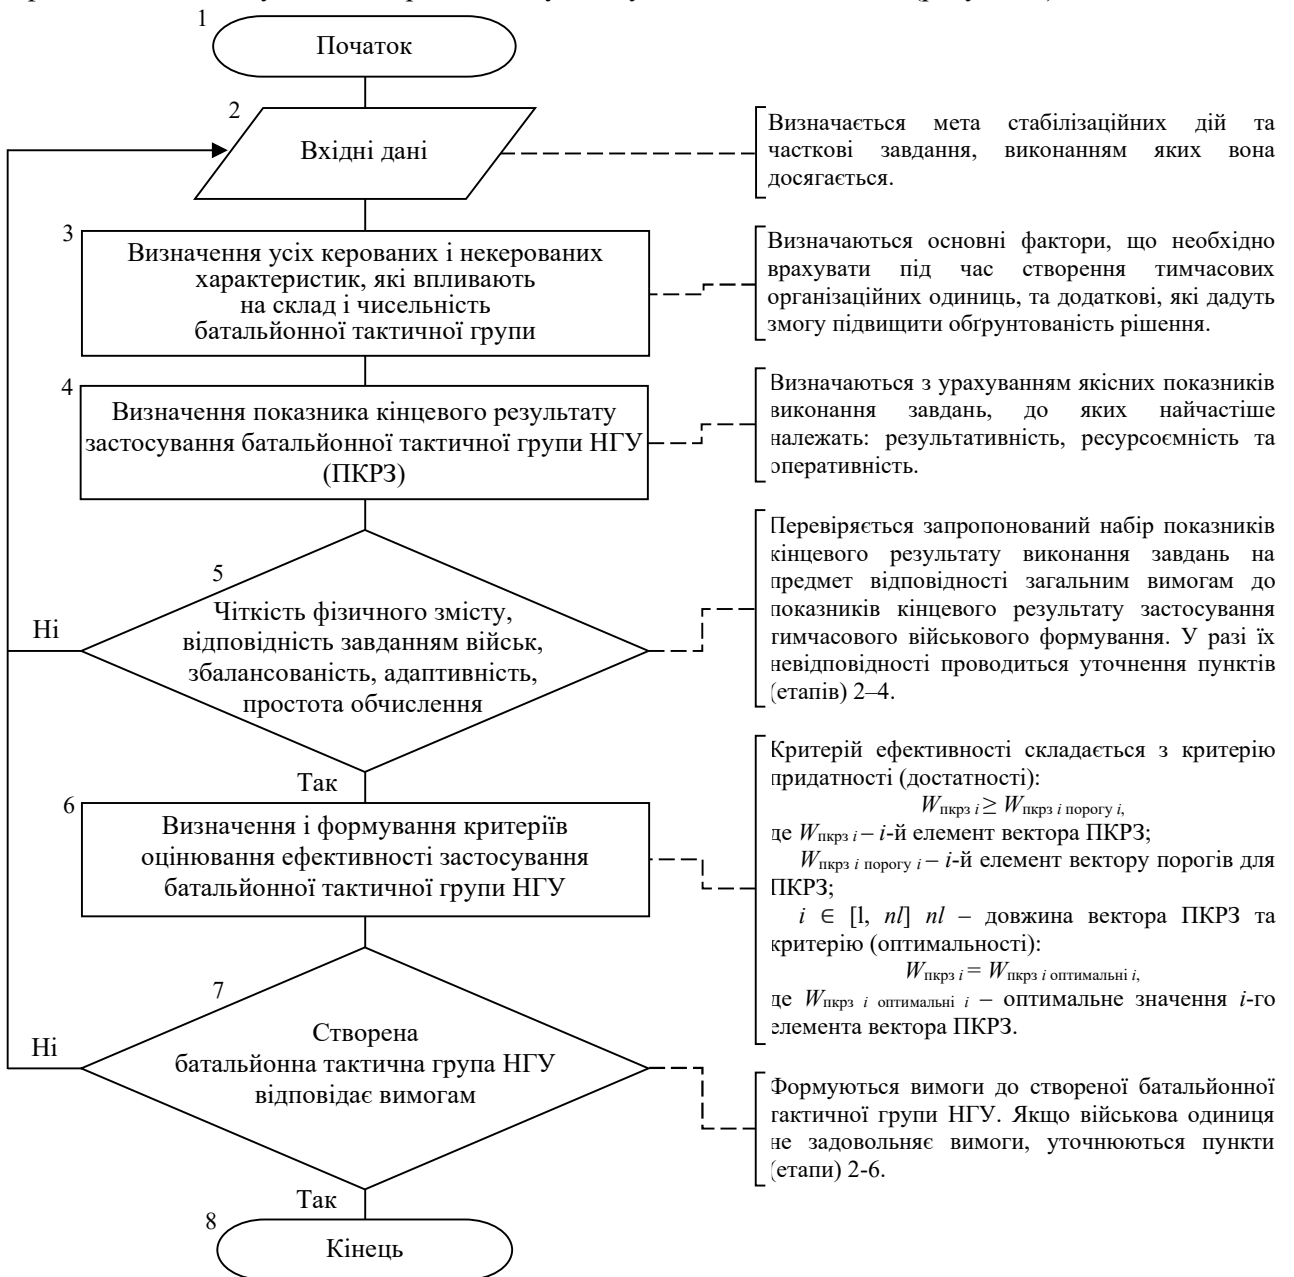 1
Початок
2
Вхідні дані
Визначається мета стабілізаційних дій та
часткові завдання, виконанням яких вона
досягається.
3
Визначення усіх керованих і некерованих
характеристик, які впливають
на склад і чисельність
батальйонної тактичної групи
Визначаються основні фактори, що необхідно
врахувати під час створення тимчасових
організаційних одиниць, та додаткові, які дадуть
змогу підвищити обґрунтованість рішення.
4
Визначення показника кінцевого результату
застосування батальйонної тактичної групи НГУ
(ПКРЗ)
Визначаються з урахуванням якісних показників
виконання завдань, до яких найчастіше
належать: результативність, ресурсоємність та
оперативність.
5
Чіткість фізичного змісту,
відповідність завданням військ,
збалансованість, адаптивність,
простота обчислення
Ні
Так
Перевіряється запропонований набір показників
кінцевого результату виконання завдань на
предмет відповідності загальним вимогам до
показників кінцевого результату застосування
тимчасового військового формування. У разі їх
невідповідності проводиться уточнення пунктів
(етапів) 2–4.
6
Визначення і формування критеріїв
оцінювання ефективності застосування
батальйонної тактичної групи НГУ
Критерій ефективності складається з критерію
придатності (достатності):
W пкрз i ≥ W пкрз i порогу i,
де W пкрз i – i-й елемент вектора ПКРЗ;
W пкрз i порогу i – i-й елемент вектору порогів для
ПКРЗ;
i ∈ [l, nl] nl – довжина вектора ПКРЗ та
критерію (оптимальності):
W пкрз i = W пкрз i оптимальні i,
де W пкрз i оптимальні i – оптимальне значення i-го
елемента вектора ПКРЗ.
7
Створена
батальйонна тактична група НГУ
відповідає вимогам
Ні
Так
Формуються вимоги до створеної батальйонної
тактичної групи НГУ. Якщо військова одиниця
не задовольняє вимоги, уточнюються пункти
(етапи) 2-6.
8
Кінець